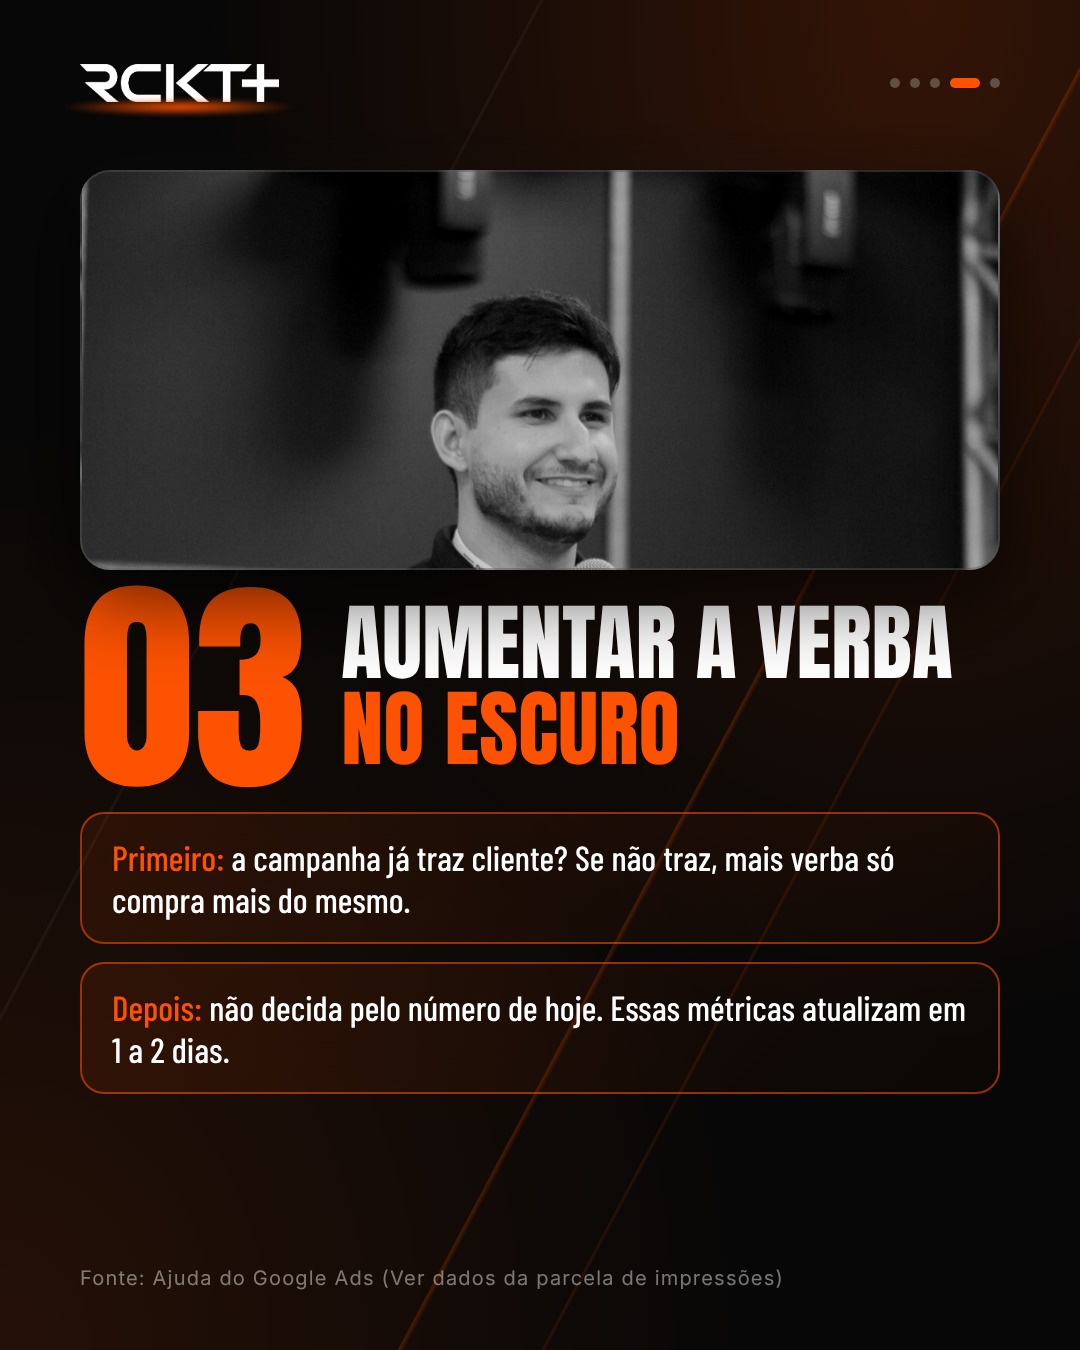 RCKT+
03
AUMENTAR A VERBA
NO ESCURO
Primeiro: a campanha já traz cliente? Se não traz, mais verba só
compra mais do mesmo.
Depois: não decida pelo número de hoje. Essas métricas atualizam em
1 a 2 dias.
Fonte: Ajuda do Google Ads (Ver dados da parcela de impressões)